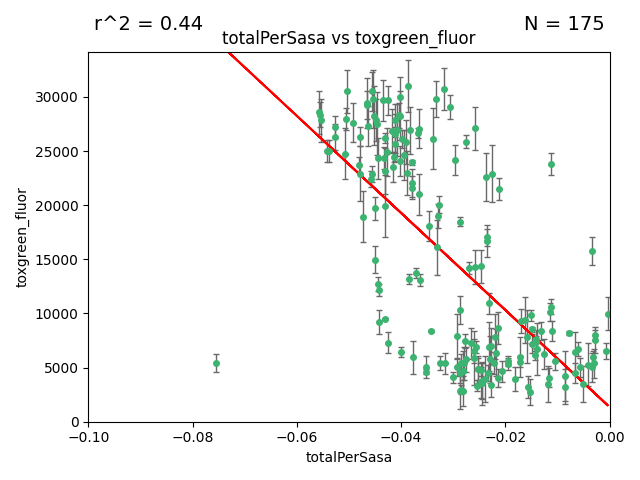 r^2 = 0.44
N = 175
totalPerSasa vs toxgreen_fluor
toxgreen_fluor
30000
25000
20000
15000
10000
5000
0
−0.10
−0.08
−0.06
−0.04
−0.02
0.00
totalPerSasa